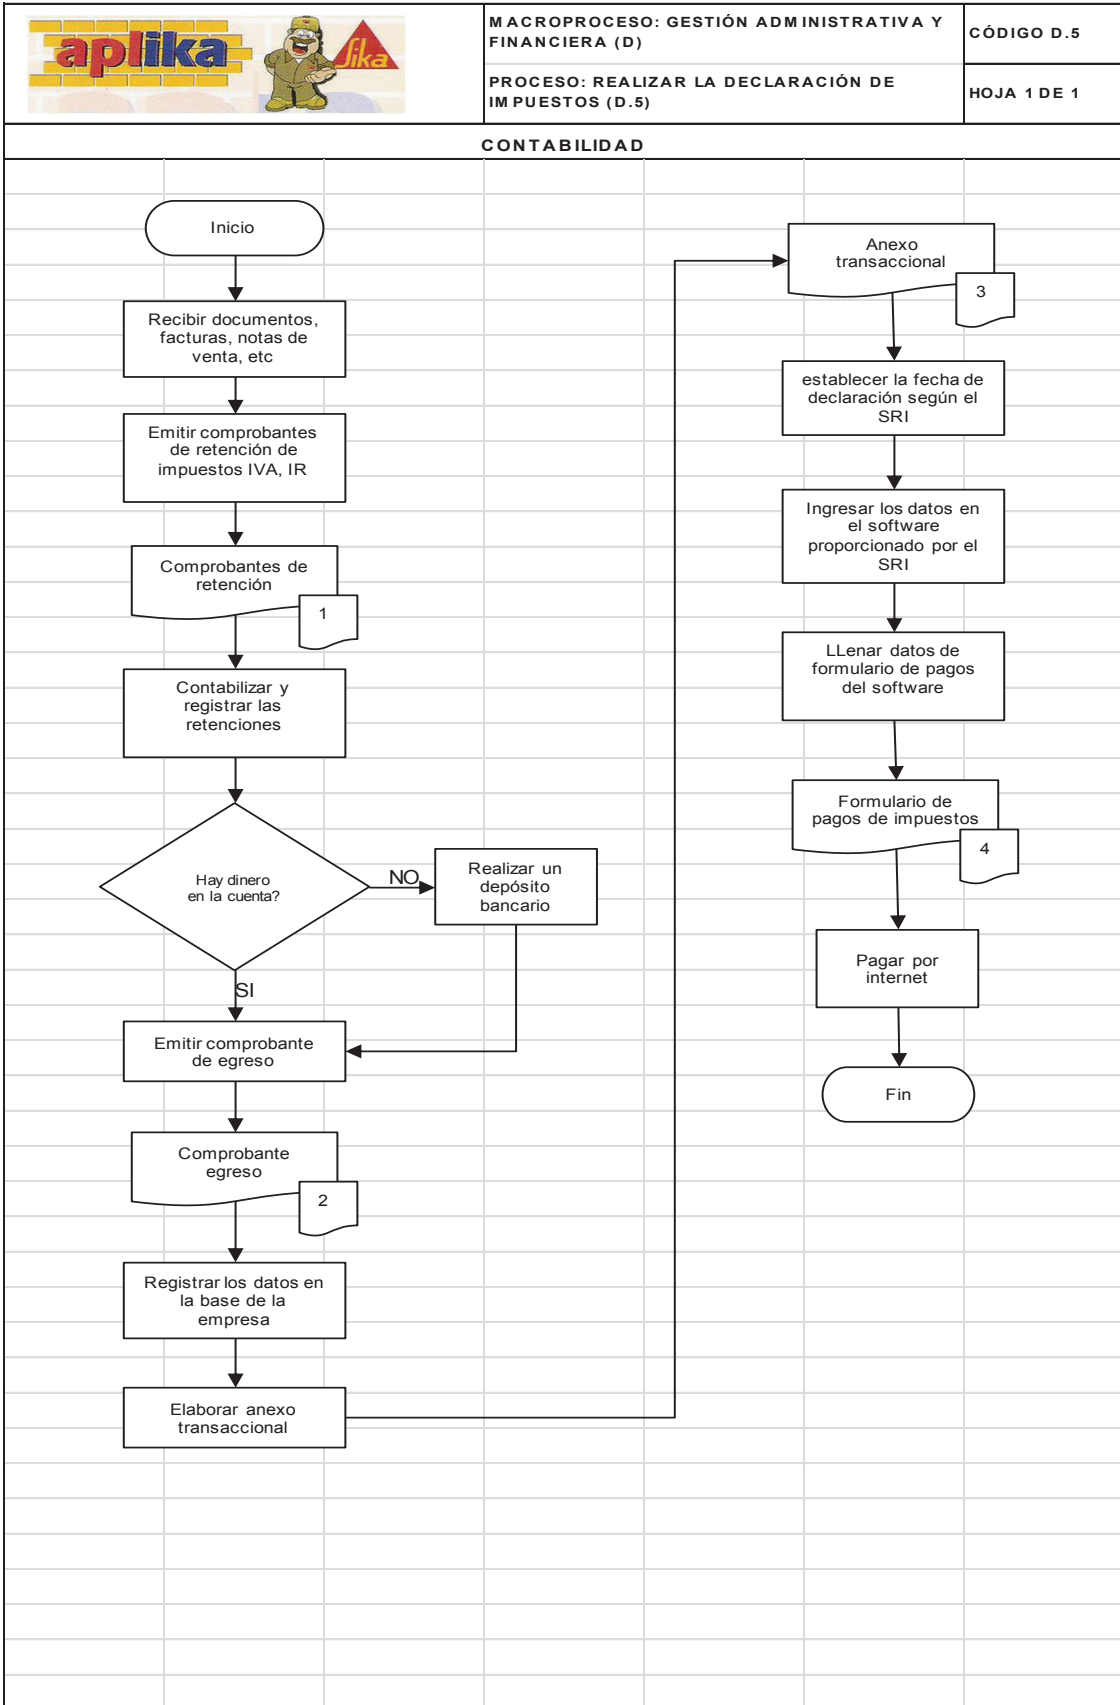 aplika
Sika
MACROPROCESO: GESTIÓN ADMINISTRATIVA Y
FINANCIERA (D)
CÓDIGO D.5
PROCESO: REALIZAR LA DECLARACIÓN DE
IMPUESTOS (D.5)
HOJA 1 DE 1
CONTABILIDAD
Inicio
Recibir documentos,
facturas, notas de
venta, etc
Emitir comprobantes
de retención de
impuestos IVA, IR
Comprobantes de
retención
1
Contabilizar y
registrar las
retenciones
Hay dinero
en la cuenta?
NO
Realizar un
depósito
bancario
SI
Emitir comprobante
de egreso
Comprobante
egreso
2
Registrar los datos en
la base de la
empresa
Elaborar anexo
transaccional
Anexo
transaccional
3
establecer la fecha de
declaración según el
SRI
Ingresar los datos en
el software
proporcionado por el
SRI
LLenar datos de
formulario de pagos
del software
Formulario de
pagos de impuestos
4
Pagar por
internet
Fin